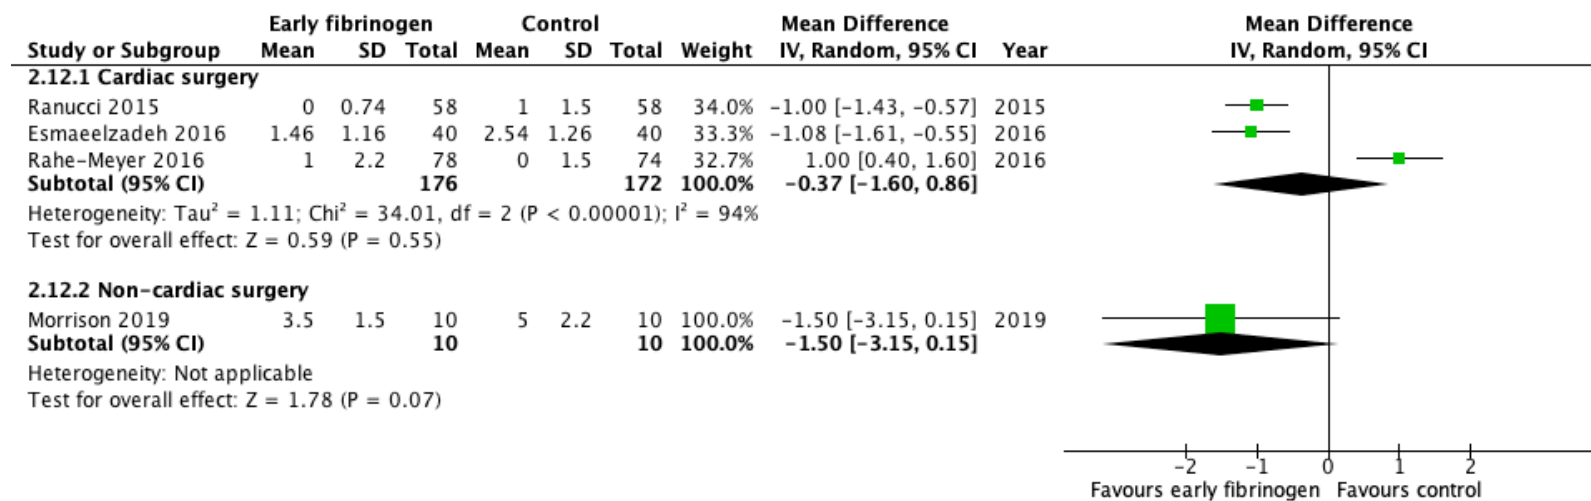 Early fibrinogen Control Mean Difference Mean Difference
Study or Subgroup Mean SD Total Mean SD Total Weight IV, Random, 95% CI Year IV, Random, 95% CI
2.12.1 Cardiac surgery
Ranucci 2015 0 0.74 58 1 1.5 58 34.0% −1.00 [−1.43, −0.57] 2015
Esmaeelzadeh 2016 1.46 1.16 40 2.54 1.26 40 33.3% −1.08 [−1.61, −0.55] 2016
Rahe-Meyer 2016 1 2.2 78 0 1.5 74 32.7% 1.00 [0.40, 1.60] 2016
Subtotal (95% CI) 176 172 100.0% −0.37 [−1.60, 0.86]
Heterogeneity: Tau² = 1.11; Chi² = 34.01, df = 2 (P < 0.00001); I² = 94%
Test for overall effect: Z = 0.59 (P = 0.55)
2.12.2 Non-cardiac surgery
Morrison 2019 3.5 1.5 10 5 2.2 10 100.0% −1.50 [−3.15, 0.15] 2019
Subtotal (95% CI) 10 10 100.0% −1.50 [−3.15, 0.15]
Heterogeneity: Not applicable
Test for overall effect: Z = 1.78 (P = 0.07)
−2 −1 0 1 2
Favours early fibrinogen Favours control